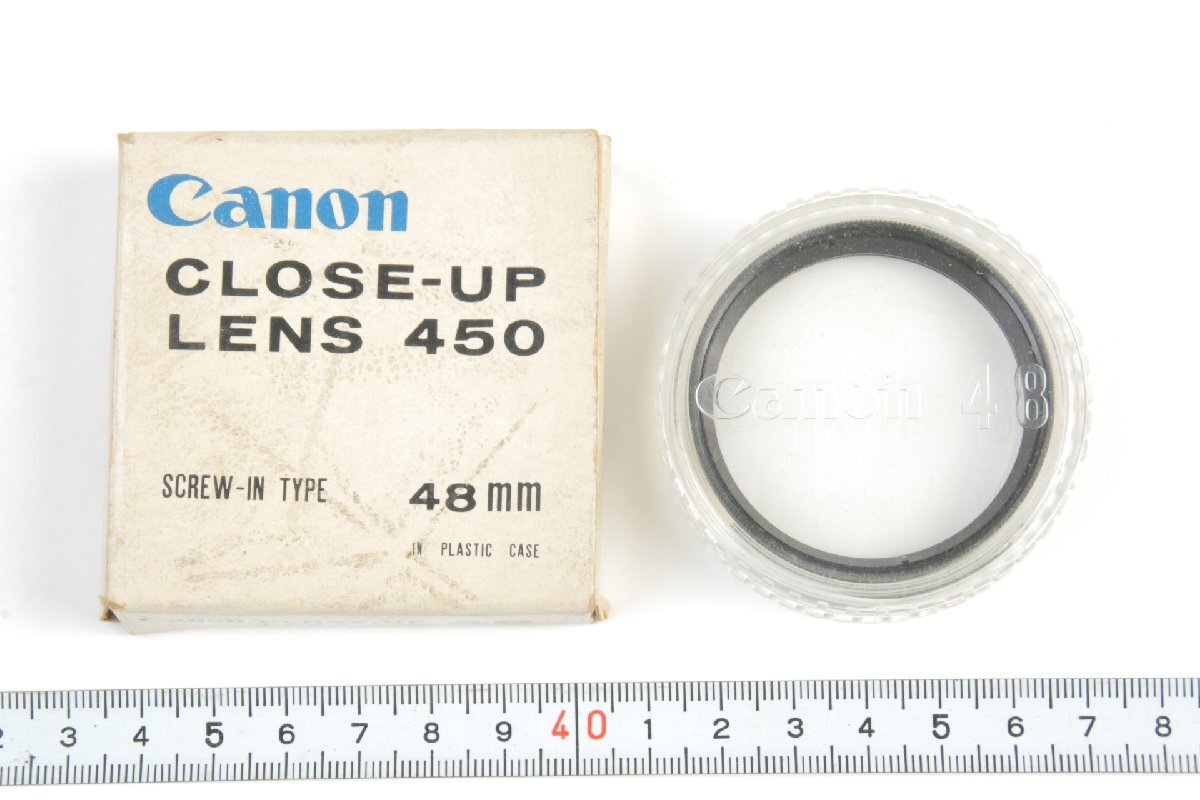 Canon
CLOSE-UP
LENS 450
SCREW-IN TYPE 48mm
IN PLASTIC CASE
Canon 48
3 4 5 6 7 8 9 40 1 2 3 4 5 6 7 8